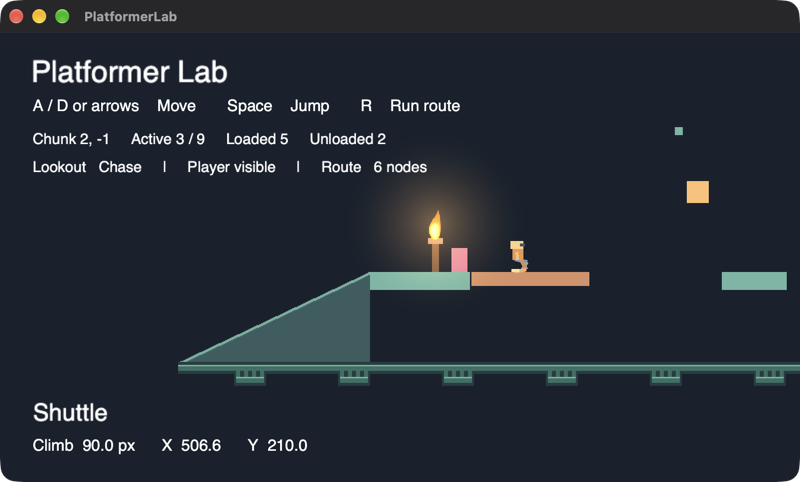 PlatformerLab
Platformer Lab
A / D or arrows Move Space Jump R Run route
Chunk 2, -1 Active 3 / 9 Loaded 5 Unloaded 2
Lookout Chase | Player visible | Route 6 nodes
Shuttle
Climb 90.0 px X 506.6 Y 210.0